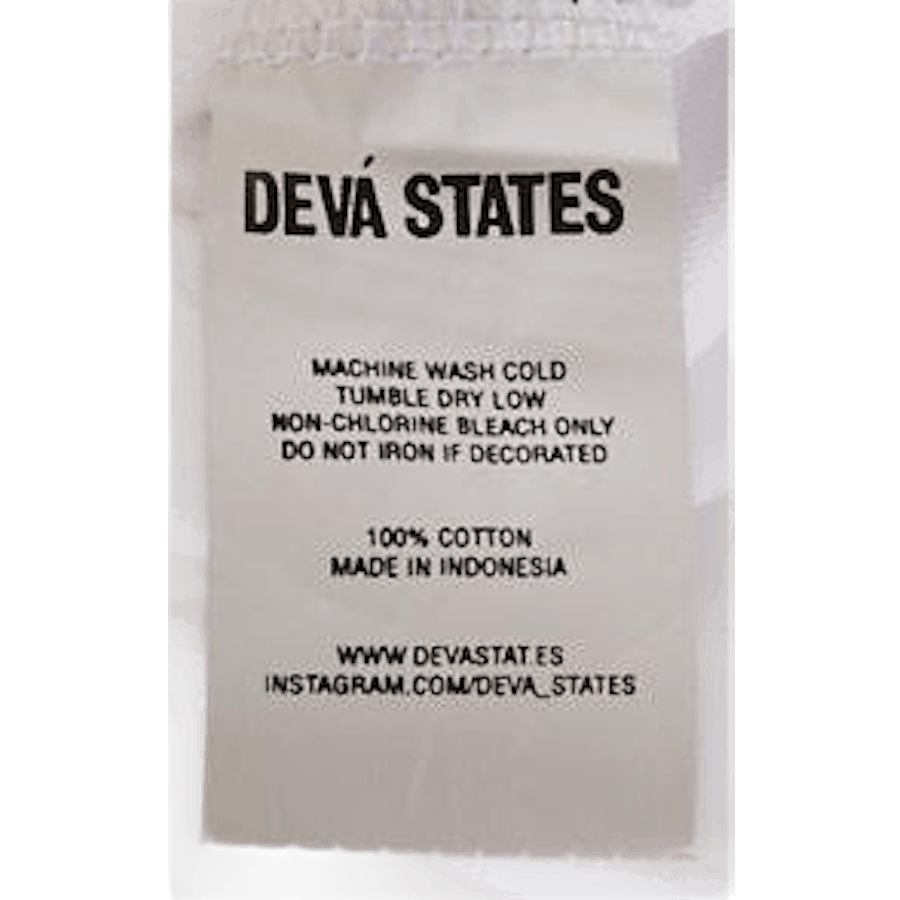 DEVÁ STATES
MACHINE WASH COLD
TUMBLE DRY LOW
NON-CHLORINE BLEACH ONLY
DO NOT IRON IF DECORATED
100% COTTON
MADE IN INDONESIA
WWW.DEVASTAT.ES
INSTAGRAM.COM/DEVA_STATES